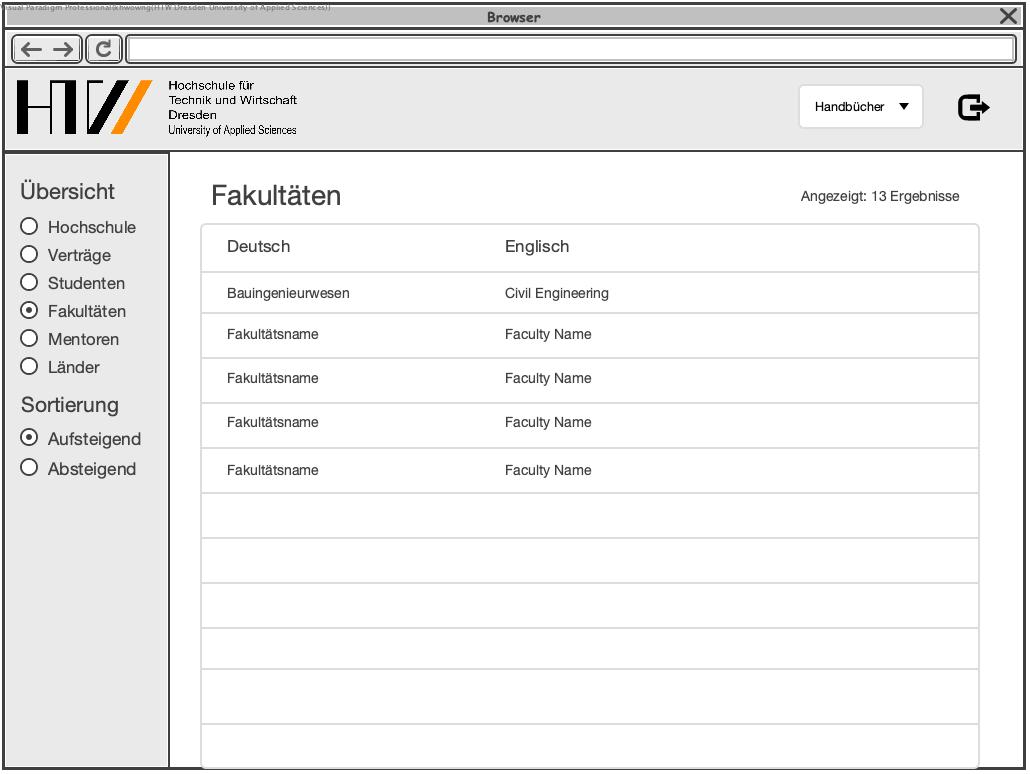 Visual Paradigm Professional(khwowng(HTW Dresden University of Applied Sciences))
Browser
HTW
Hochschule für
Technik und Wirtschaft
Dresden
University of Applied Sciences
Handbücher
Übersicht
Hochschule
Verträge
Studenten
Fakultäten
Mentoren
Länder
Sortierung
Aufsteigend
Absteigend
Fakultäten
Angezeigt: 13 Ergebnisse
Deutsch Englisch
Bauingenieurwesen Civil Engineering
Fakultätsname Faculty Name
Fakultätsname Faculty Name
Fakultätsname Faculty Name
Fakultätsname Faculty Name